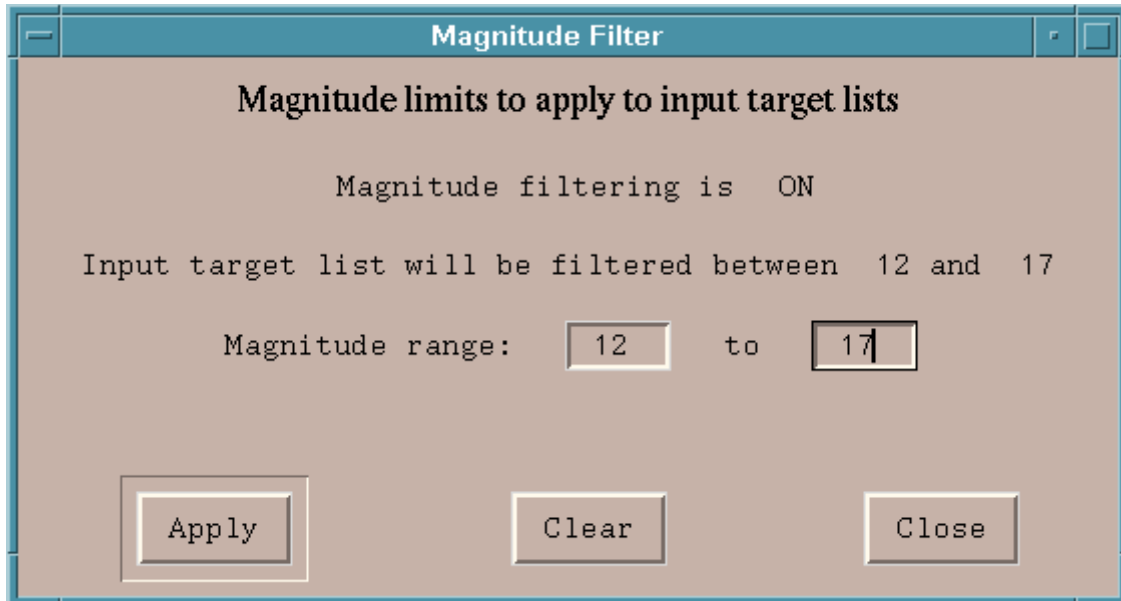 Magnitude Filter
Magnitude limits to apply to input target lists
Magnitude filtering is ON
Input target list will be filtered between 12 and 17
Magnitude range: 12 to 17
Apply Clear Close